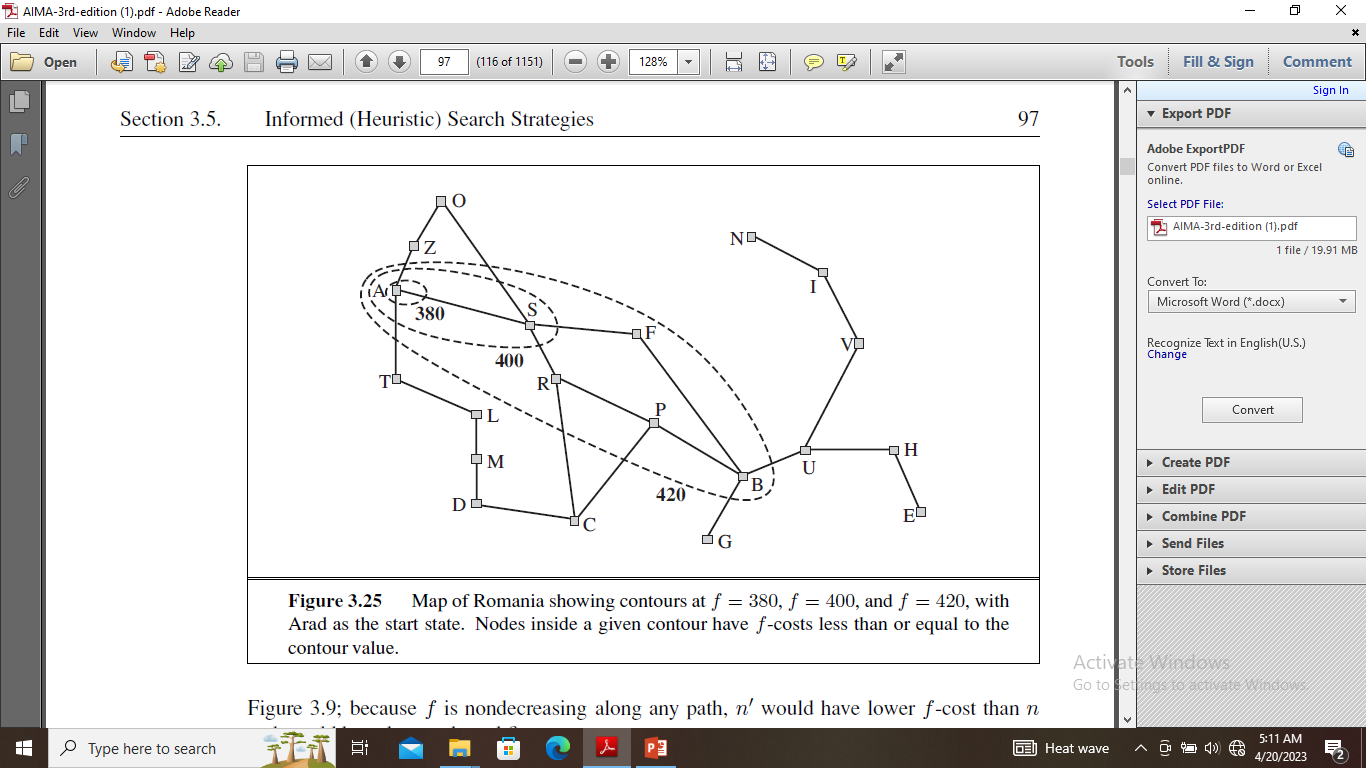 AIMA-3rd-edition (1).pdf - Adobe Reader
File Edit View Window Help
Open 97 (116 of 1151) 128% Tools Fill & Sign Comment
Sign In
Section 3.5. Informed (Heuristic) Search Strategies 97
O
Z
N
I
A
380
S
F
V
400
T
R
L
P
M
H
U
B
420
D
C
E
G
Figure 3.25 Map of Romania showing contours at f = 380, f = 400, and f = 420, with
Arad as the start state. Nodes inside a given contour have f-costs less than or equal to the
contour value.
Figure 3.9; because f is nondecreasing along any path, n′ would have lower f-cost than n
Export PDF
Adobe ExportPDF
Convert PDF files to Word or Excel
online.
Select PDF File:
AIMA-3rd-edition (1).pdf
1 file / 19.91 MB
Convert To:
Microsoft Word (*.docx)
Recognize Text in English(U.S.)
Change
Convert
Create PDF
Edit PDF
Combine PDF
Send Files
Store Files
Activate Windows
Go to Settings to activate Windows.
Type here to search
Heat wave
5:11 AM
4/20/2023
2